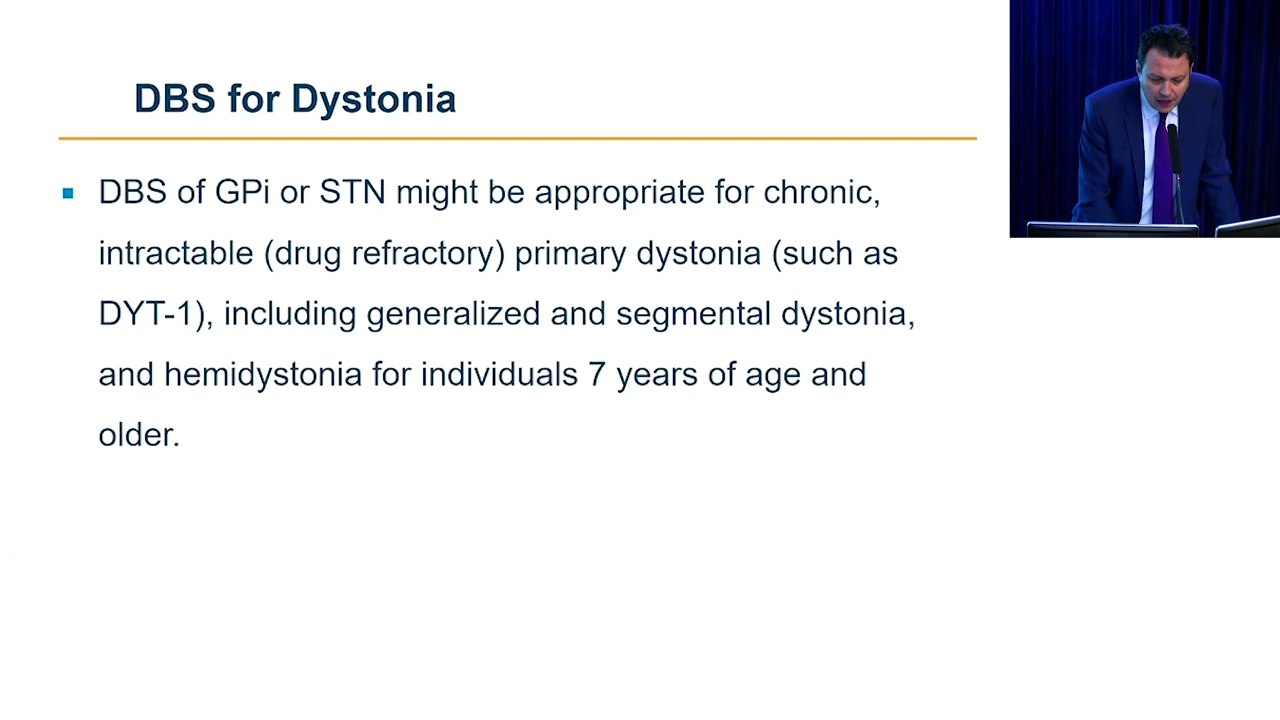 DBS for Dystonia
DBS of GPi or STN might be appropriate for chronic,
intractable (drug refractory) primary dystonia (such as
DYT-1), including generalized and segmental dystonia,
and hemidystonia for individuals 7 years of age and
older.